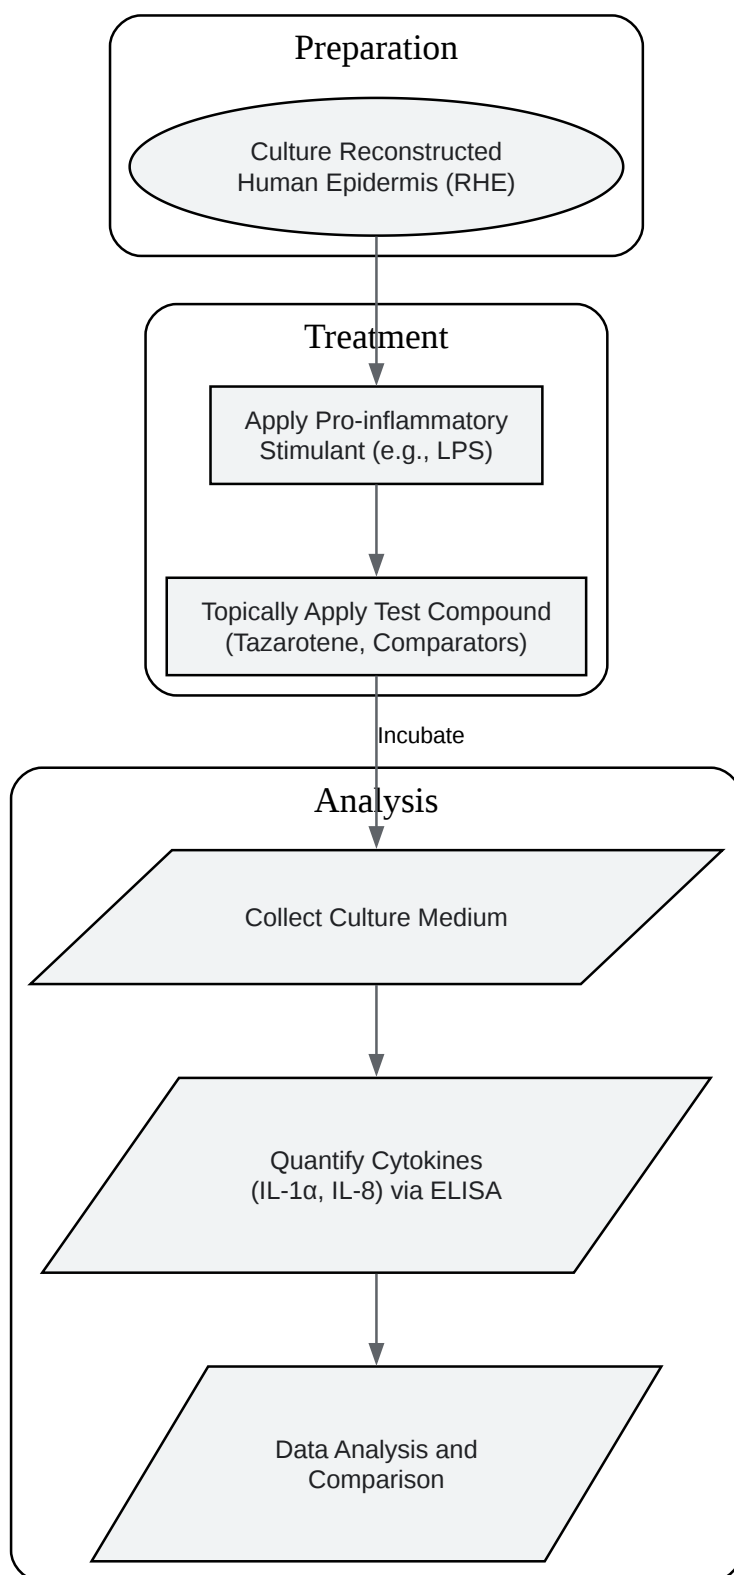 Preparation
Culture Reconstructed
Human Epidermis (RHE)
Treatment
Apply Pro-inflammatory
Stimulant (e.g., LPS)
Topically Apply Test Compound
(Tazarotene, Comparators)
Incubate
Analysis
Collect Culture Medium
Quantify Cytokines
(IL-1α, IL-8) via ELISA
Data Analysis and
Comparison